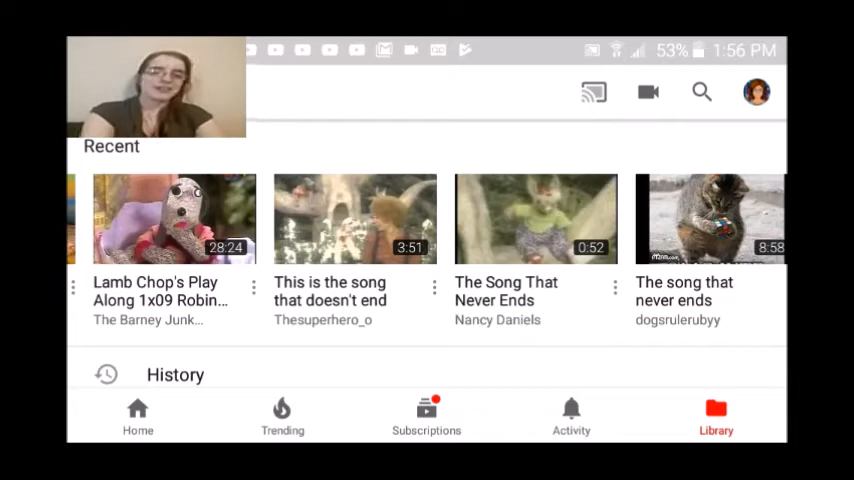 53% 1:56 PM
Recent
28:24
3:51
0:52
8:58
Lamb Chop's Play
Along 1x09 Robin...
The Barney Junk...
This is the song
that doesn't end
Thesuperhero_o
The Song That
Never Ends
Nancy Daniels
The song that
never ends
dogsrulerubyy
History
Home
Trending
Subscriptions
Activity
Library